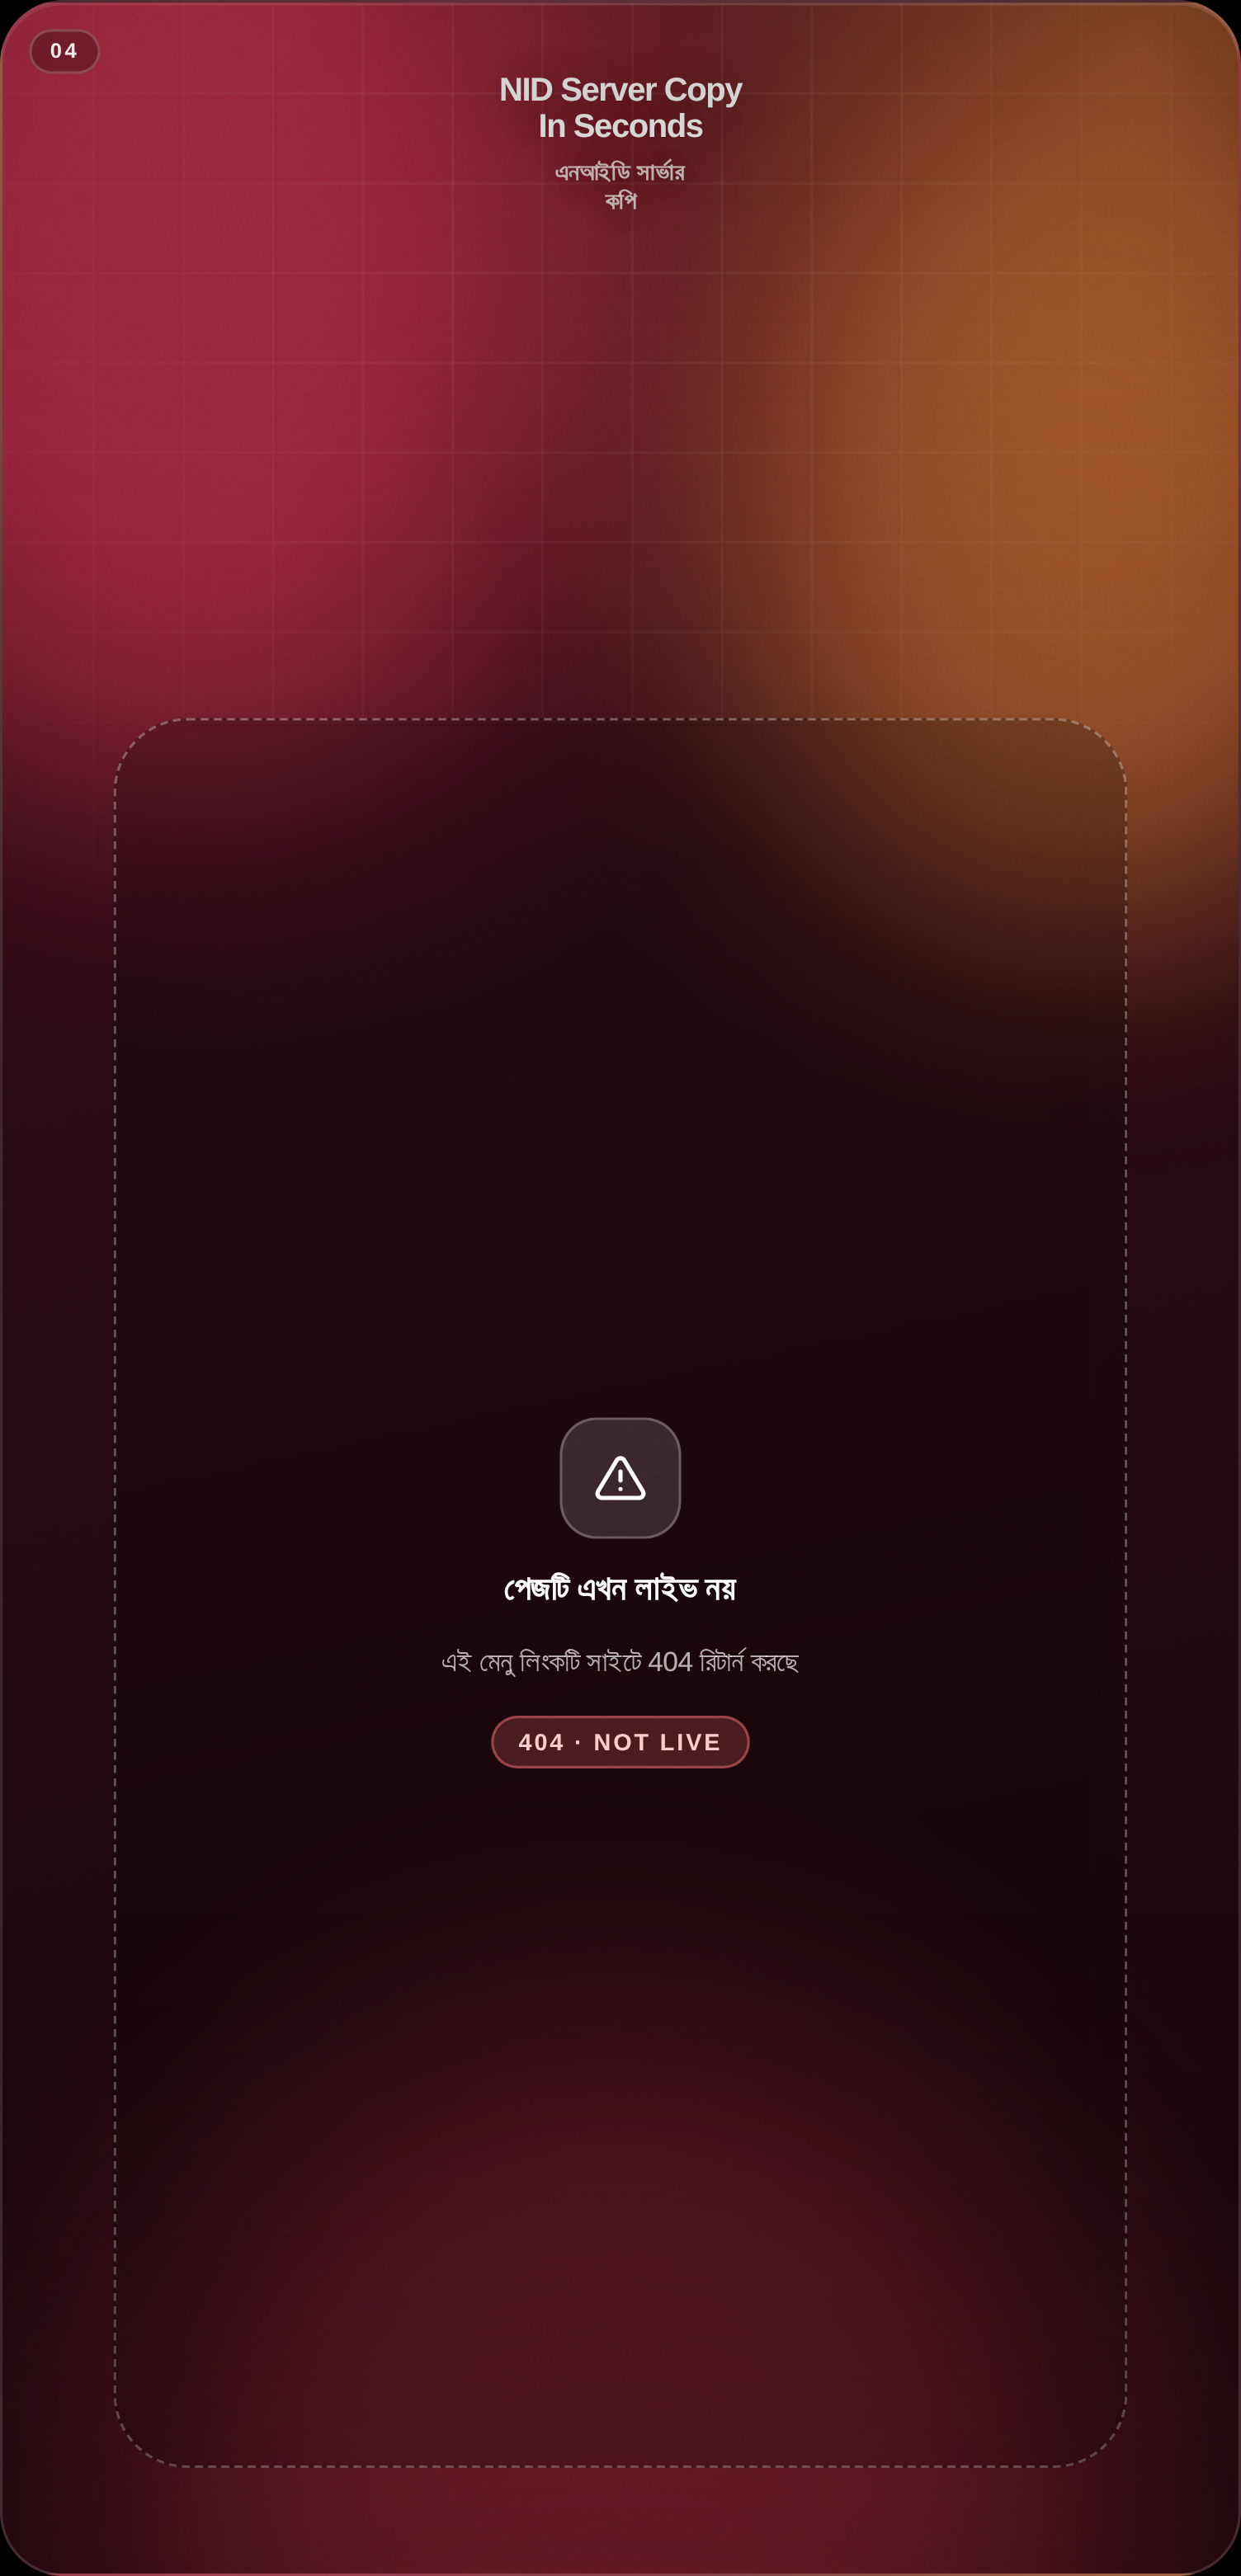 04
NID Server Copy
In Seconds
এনআইডি সার্ভার
কপি
পেজটি এখন লাইভ নয়
এই মেনু লিংকটি সাইটে 404 রিটার্ন করছে
404 · NOT LIVE